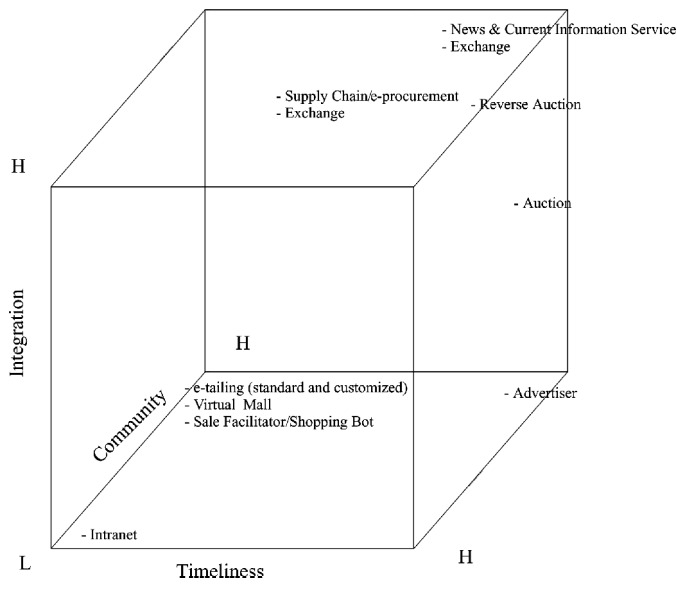 - News & Current Information Service
- Exchange
- Supply Chain/e-procurement
- Exchange
- Reverse Auction
H
- Auction
Integration
H
- e-tailing (standard and customized)
- Virtual Mall
- Sale Facilitator/Shopping Bot
- Advertiser
Community
- Intranet
L
H
Timeliness